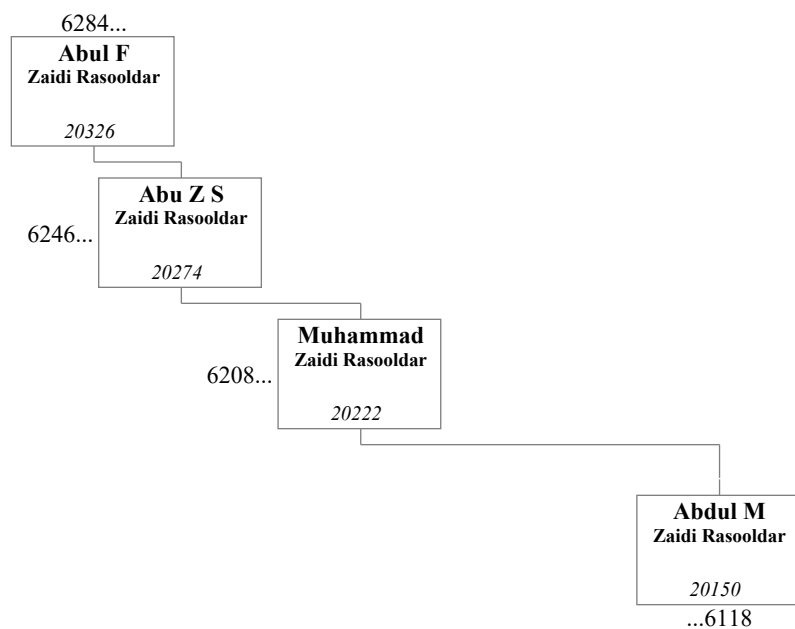 6284...
Abul F
Zaidi Rasooldar
20326
Abu Z S
Zaidi Rasooldar
6246...
20274
Muhammad
Zaidi Rasooldar
6208...
20222
Abdul M
Zaidi Rasooldar
20150
...6118